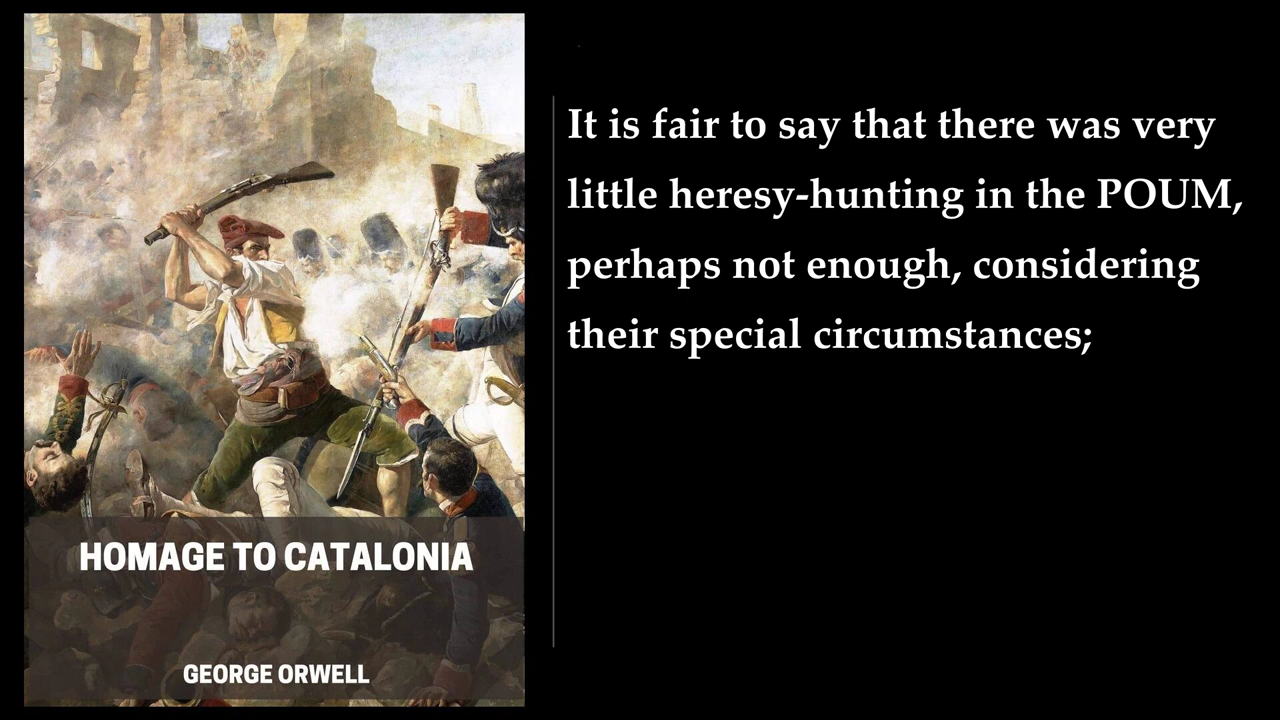 HOMAGE TO CATALONIA
GEORGE ORWELL
It is fair to say that there was very
little heresy-hunting in the POUM,
perhaps not enough, considering
their special circumstances;